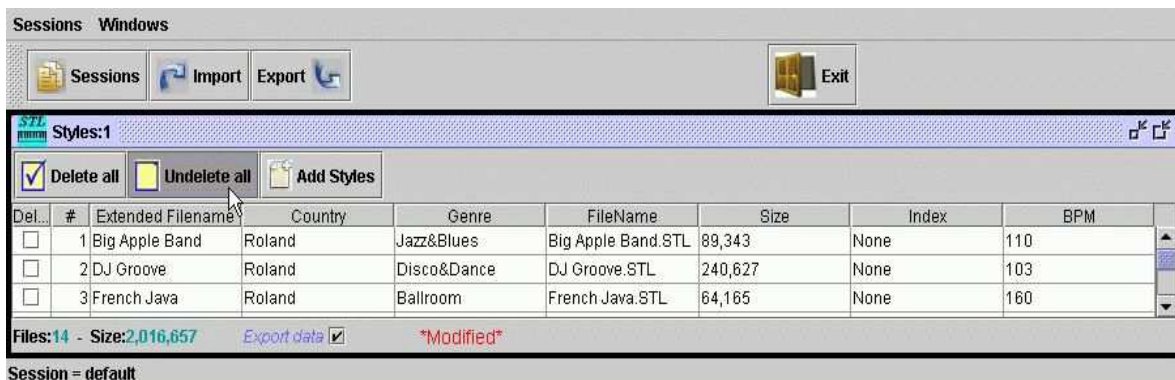 Sessions Windows
Sessions Import Export Exit
STL Styles:1
Delete all Undelete all Add Styles
Del... # Extended Filename Country Genre FileName Size Index BPM
1 Big Apple Band Roland Jazz&Blues Big Apple Band.STL 89,343 None 110
2 DJ Groove Roland Disco&Dance DJ Groove.STL 240,627 None 103
3 French Java Roland Ballroom French Java.STL 64,165 None 160
Files:14 - Size:2,016,657 Export data *Modified*
Session = default